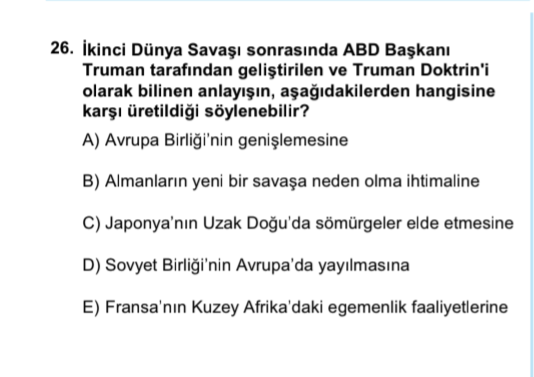 26. İkinci Dünya Savaşı sonrasında ABD Başkanı
Truman tarafından geliştirilen ve Truman Doktrin'i
olarak bilinen anlayışın, aşağıdakilerden hangisine
karşı üretildiği söylenebilir?
A) Avrupa Birliği'nin genişlemesine
B) Almanların yeni bir savaşa neden olma ihtimaline
C) Japonya'nın Uzak Doğu'da sömürgeler elde etmesine
D) Sovyet Birliği'nin Avrupa'da yayılmasına
E) Fransa'nın Kuzey Afrika'daki egemenlik faaliyetlerine